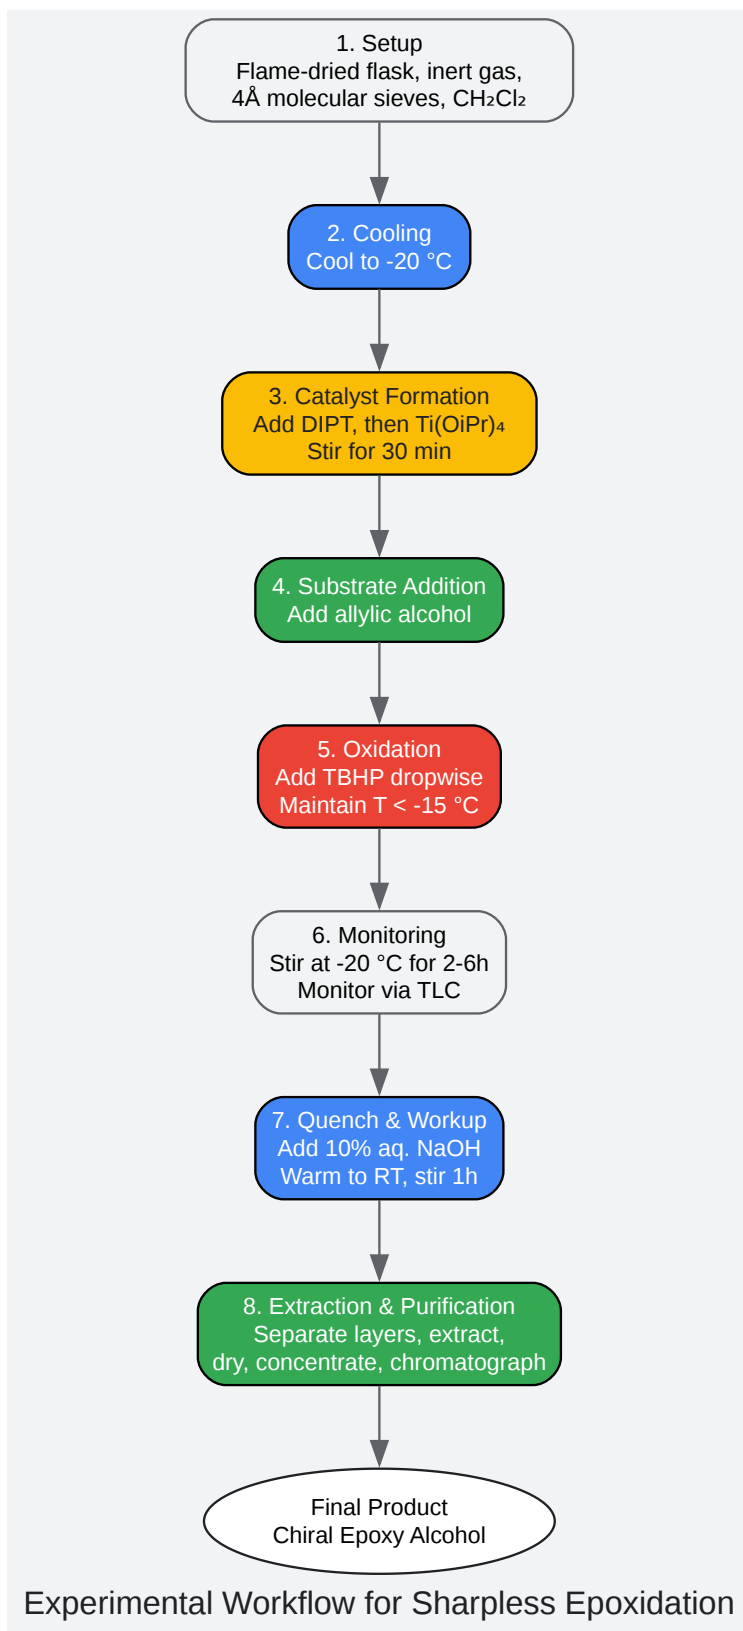 1. Setup
Flame-dried flask, inert gas,
4Å molecular sieves, CH₂Cl₂
2. Cooling
Cool to -20 °C
3. Catalyst Formation
Add DIPT, then Ti(OiPr)₄
Stir for 30 min
4. Substrate Addition
Add allylic alcohol
5. Oxidation
Add TBHP dropwise
Maintain T < -15 °C
6. Monitoring
Stir at -20 °C for 2-6h
Monitor via TLC
7. Quench & Workup
Add 10% aq. NaOH
Warm to RT, stir 1h
8. Extraction & Purification
Separate layers, extract,
dry, concentrate, chromatograph
Final Product
Chiral Epoxy Alcohol
Experimental Workflow for Sharpless Epoxidation